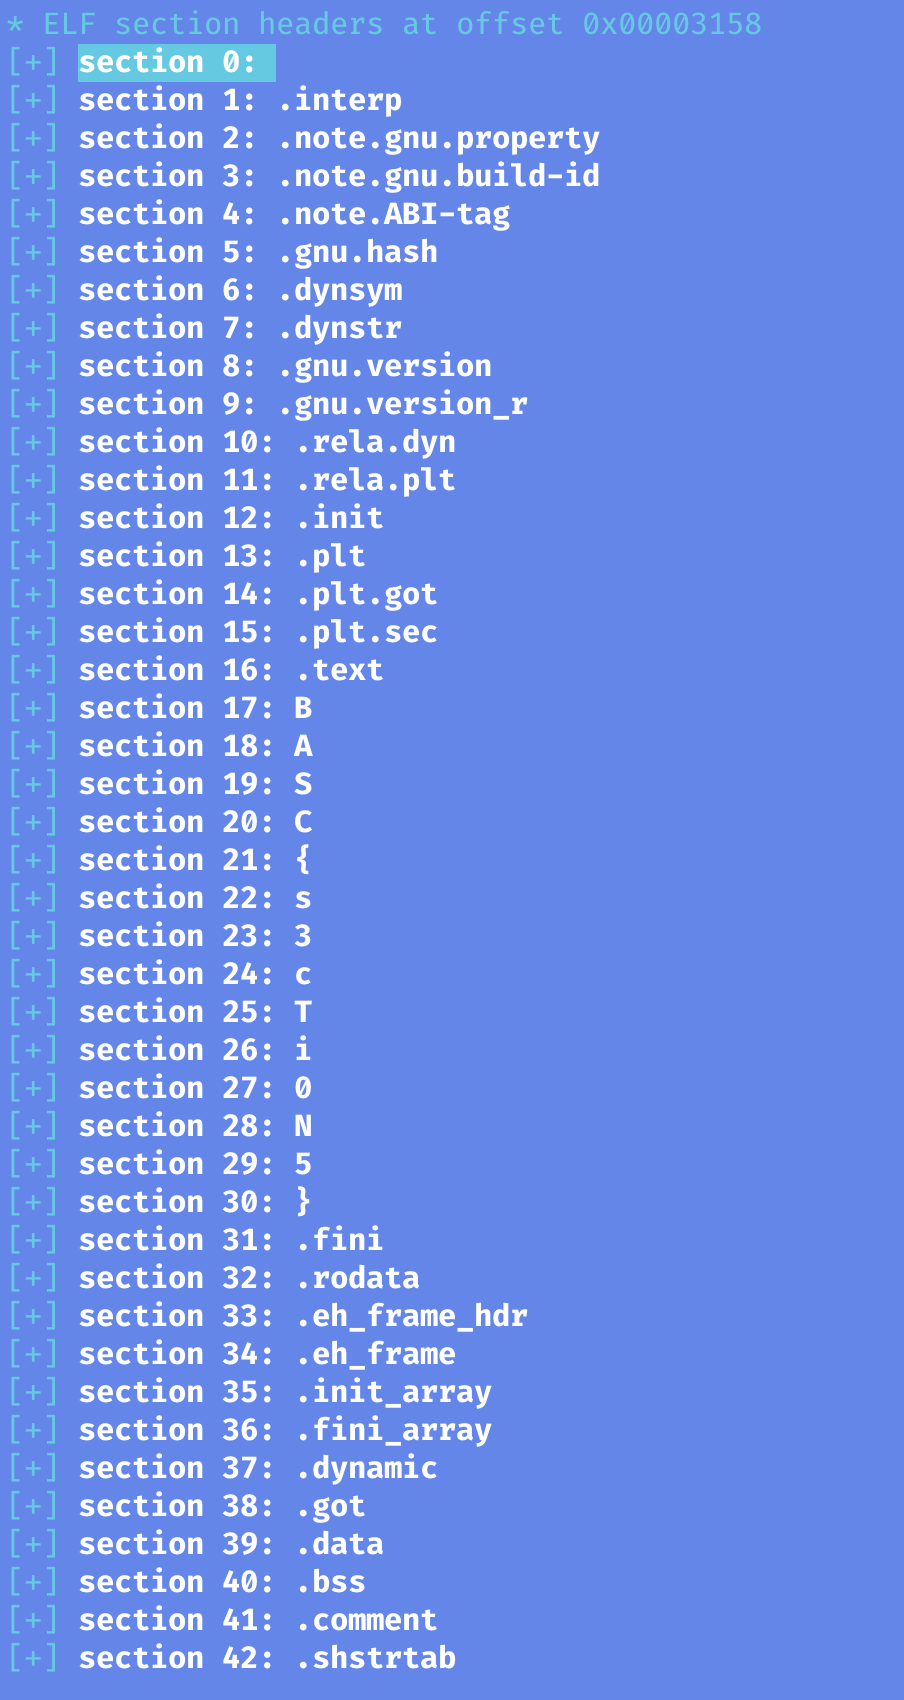 * ELF section headers at offset 0x00003158
[+] section 0:
[+] section 1: .interp
[+] section 2: .note.gnu.property
[+] section 3: .note.gnu.build-id
[+] section 4: .note.ABI-tag
[+] section 5: .gnu.hash
[+] section 6: .dynsym
[+] section 7: .dynstr
[+] section 8: .gnu.version
[+] section 9: .gnu.version_r
[+] section 10: .rela.dyn
[+] section 11: .rela.plt
[+] section 12: .init
[+] section 13: .plt
[+] section 14: .plt.got
[+] section 15: .plt.sec
[+] section 16: .text
[+] section 17: B
[+] section 18: A
[+] section 19: S
[+] section 20: C
[+] section 21: {
[+] section 22: s
[+] section 23: 3
[+] section 24: c
[+] section 25: T
[+] section 26: i
[+] section 27: 0
[+] section 28: N
[+] section 29: 5
[+] section 30: }
[+] section 31: .fini
[+] section 32: .rodata
[+] section 33: .eh_frame_hdr
[+] section 34: .eh_frame
[+] section 35: .init_array
[+] section 36: .fini_array
[+] section 37: .dynamic
[+] section 38: .got
[+] section 39: .data
[+] section 40: .bss
[+] section 41: .comment
[+] section 42: .shstrtab